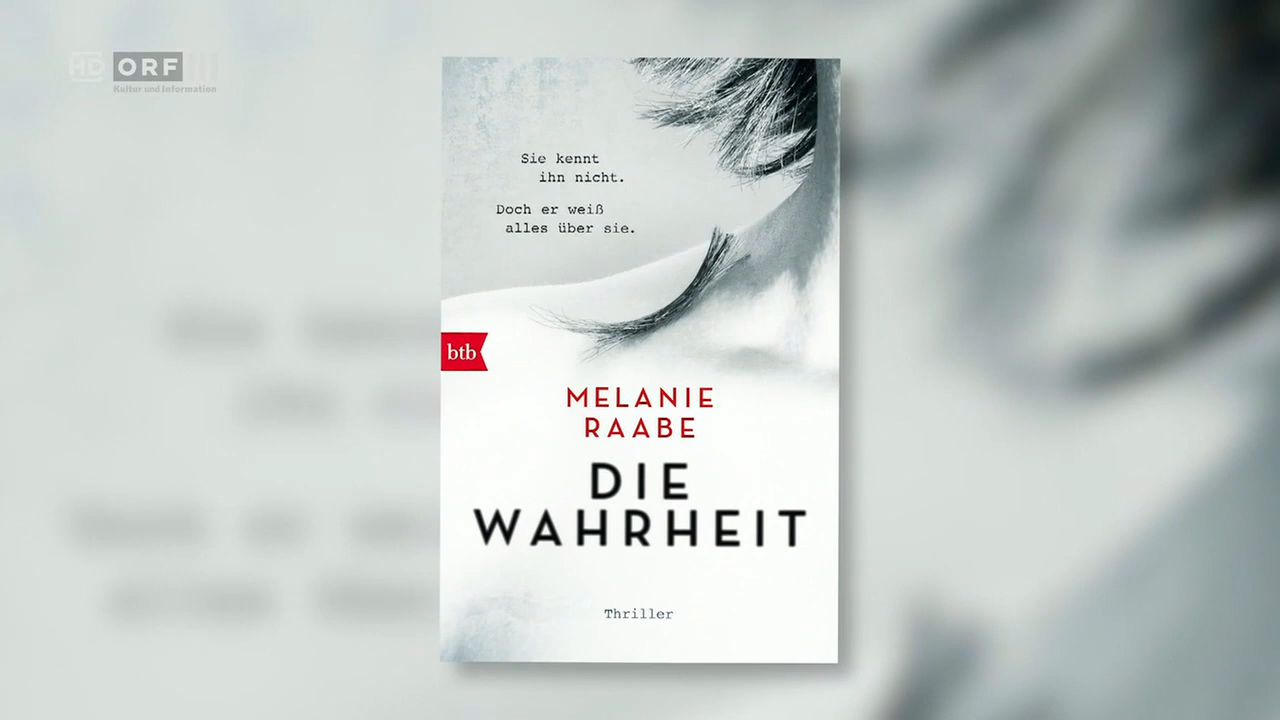 HD ORF III
Kultur und Information
Sie kennt
ihn nicht.
Doch er weiß
alles über sie.
btb
MELANIE
RAABE
DIE
WAHRHEIT
Thriller